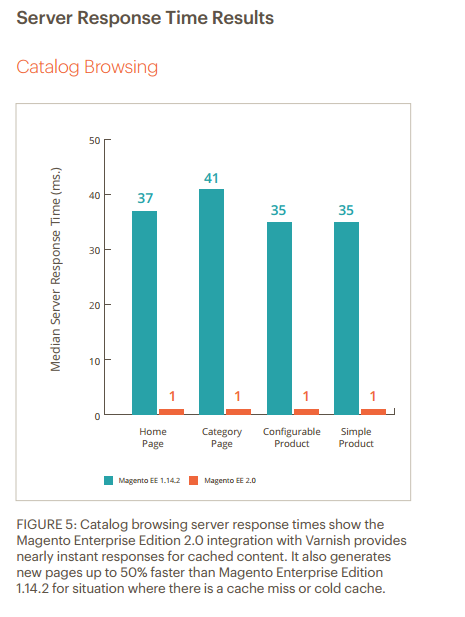 Server Response Time Results
Catalog Browsing
Median Server Response Time (ms.)
50
40
30
20
10
0
37
41
35
35
1
1
1
1
Home Page
Category Page
Configurable Product
Simple Product
Magento EE 1.14.2
Magento EE 2.0
FIGURE 5: Catalog browsing server response times show the
Magento Enterprise Edition 2.0 integration with Varnish provides
nearly instant responses for cached content. It also generates
new pages up to 50% faster than Magento Enterprise Edition
1.14.2 for situation where there is a cache miss or cold cache.